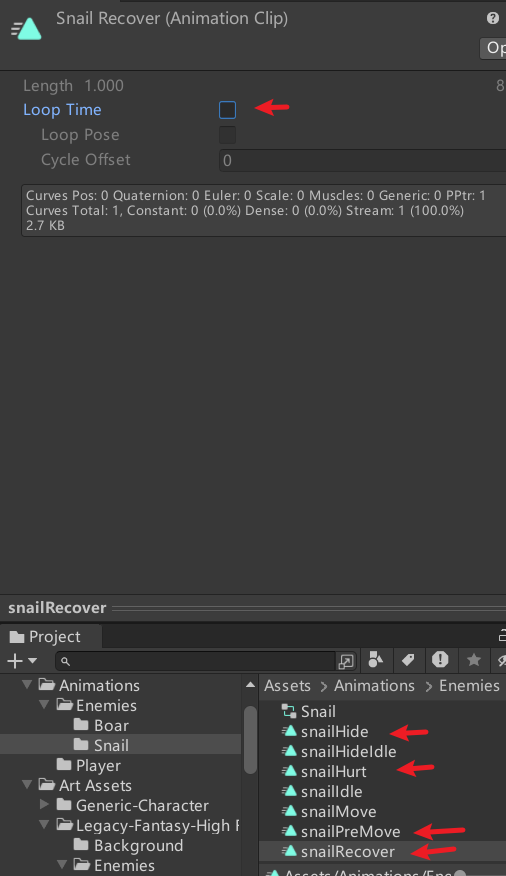 Snail Recover (Animation Clip)
Op
Length 1.000 8
Loop Time
Loop Pose
Cycle Offset 0
Curves Pos: 0 Quaternion: 0 Euler: 0 Scale: 0 Muscles: 0 Generic: 0 PPtr: 1
Curves Total: 1, Constant: 0 (0.0%) Dense: 0 (0.0%) Stream: 1 (100.0%)
2.7 KB
snailRecover
Project
Animations
Enemies
Boar
Snail
Player
Art Assets
Generic-Character
Legacy-Fantasy-High F
Background
Enemies
Assets > Animations > Enemies
Snail
snailHide
snailHideIdle
snailHurt
snailIdle
snailMove
snailPreMove
snailRecover
Assets/Animations/Ene